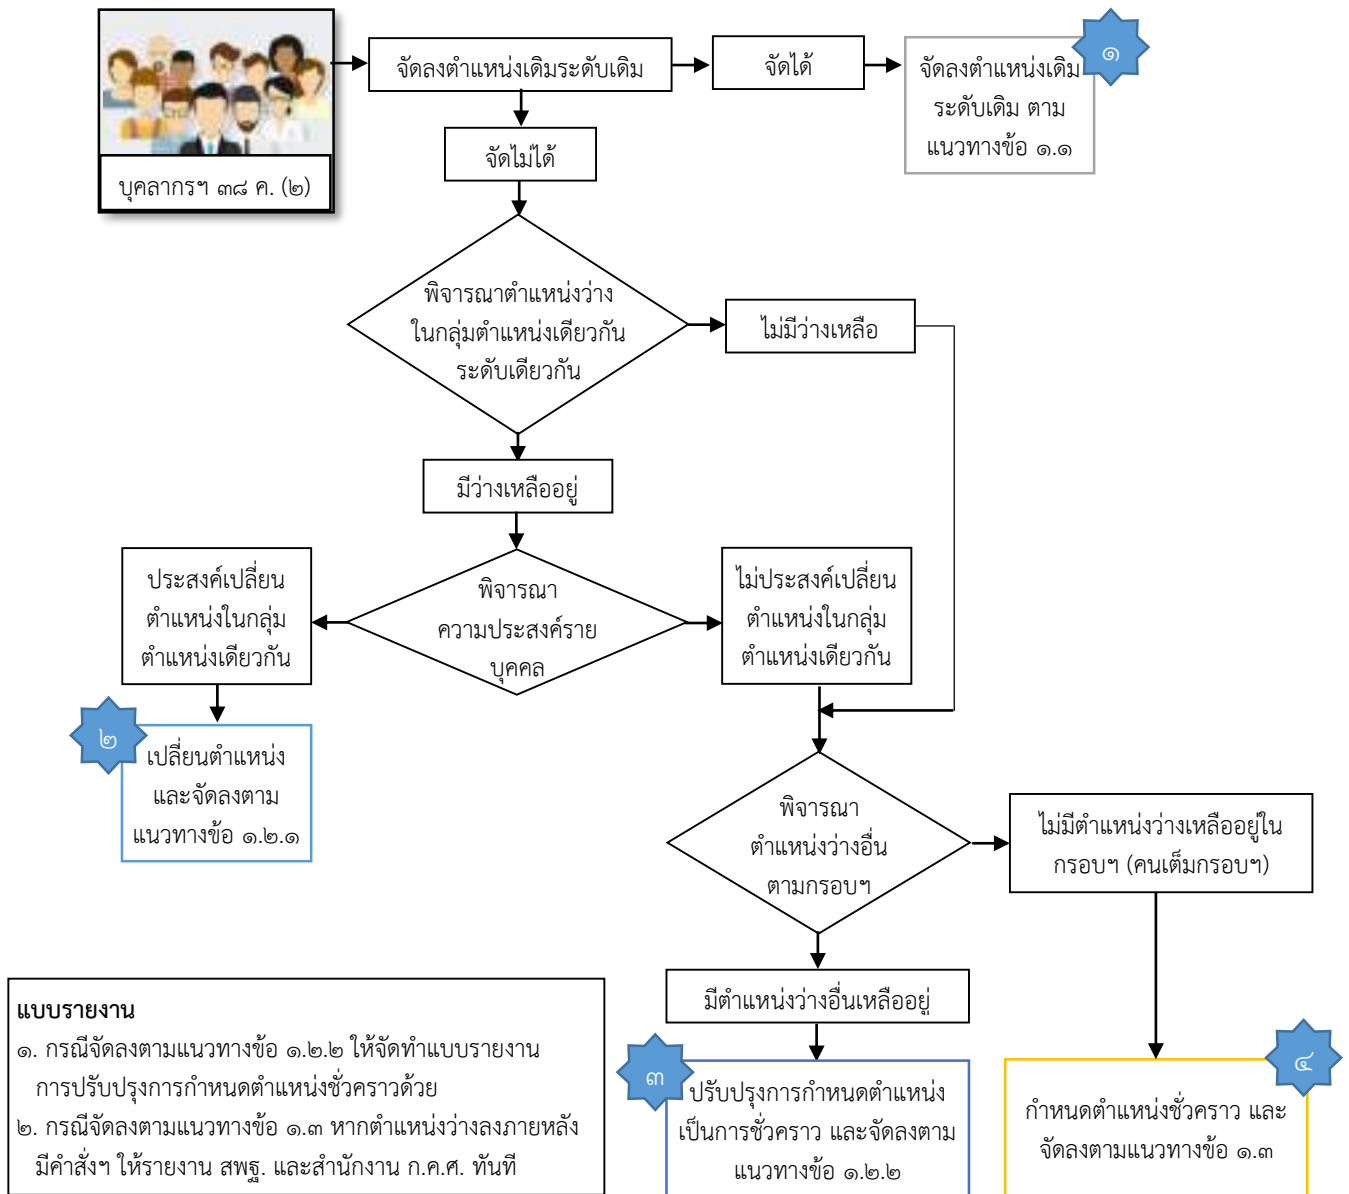 บุคลากรฯ ๓๘ ค. (๒)
จัดลงตำแหน่งเดิมระดับเดิม
จัดได้
๑
จัดลงตำแหน่งเดิม
ระดับเดิม ตาม
แนวทางข้อ ๑.๑
จัดไม่ได้
พิจารณาตำแหน่งว่าง
ในกลุ่มตำแหน่งเดียวกัน
ระดับเดียวกัน
ไม่มีว่างเหลือ
มีว่างเหลืออยู่
ประสงค์เปลี่ยน
ตำแหน่งในกลุ่ม
ตำแหน่งเดียวกัน
พิจารณา
ความประสงค์ราย
บุคคล
ไม่ประสงค์เปลี่ยน
ตำแหน่งในกลุ่ม
ตำแหน่งเดียวกัน
๒
เปลี่ยนตำแหน่ง
และจัดลงตาม
แนวทางข้อ ๑.๒.๑
พิจารณา
ตำแหน่งว่างอื่น
ตามกรอบฯ
ไม่มีตำแหน่งว่างเหลืออยู่ใน
กรอบฯ (คนเต็มกรอบฯ)
มีตำแหน่งว่างอื่นเหลืออยู่
๓
ปรับปรุงการกำหนดตำแหน่ง
เป็นการชั่วคราว และจัดลงตาม
แนวทางข้อ ๑.๒.๒
๔
กำหนดตำแหน่งชั่วคราว และ
จัดลงตามแนวทางข้อ ๑.๓
แบบรายงาน
๑. กรณีจัดลงตามแนวทางข้อ ๑.๒.๒ ให้จัดทำแบบรายงาน
การปรับปรุงการกำหนดตำแหน่งชั่วคราวด้วย
๒. กรณีจัดลงตามแนวทางข้อ ๑.๓ หากตำแหน่งว่างลงภายหลัง
มีคำสั่งฯ ให้รายงาน สพฐ. และสำนักงาน ก.ค.ศ. ทันที